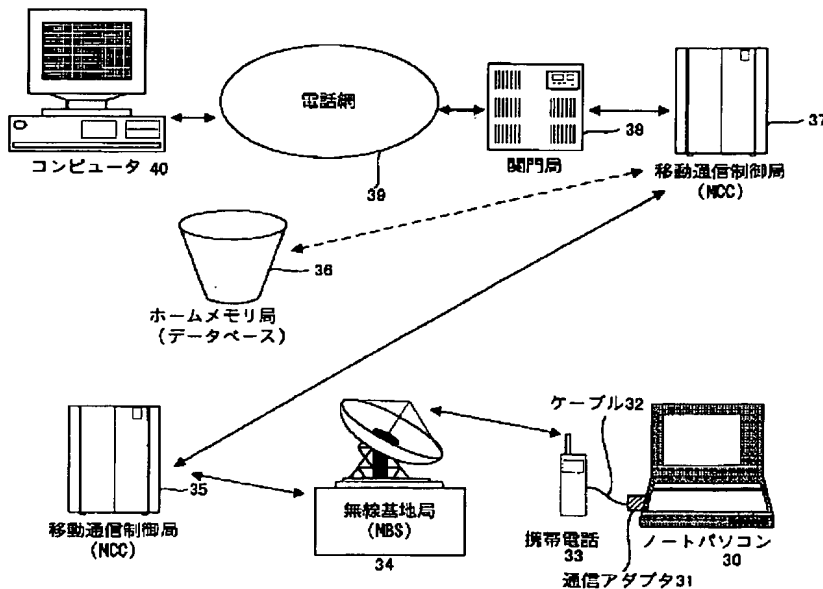 電話網
コンピュータ 40
39
関門局
38
37
移動通信制御局
(MCC)
36
ホームメモリ局
(データベース)
ケーブル32
35
移動通信制御局
(MCC)
無線基地局
(MBS)
34
携帯電話
33
ノートパソコン
30
通信アダプタ31